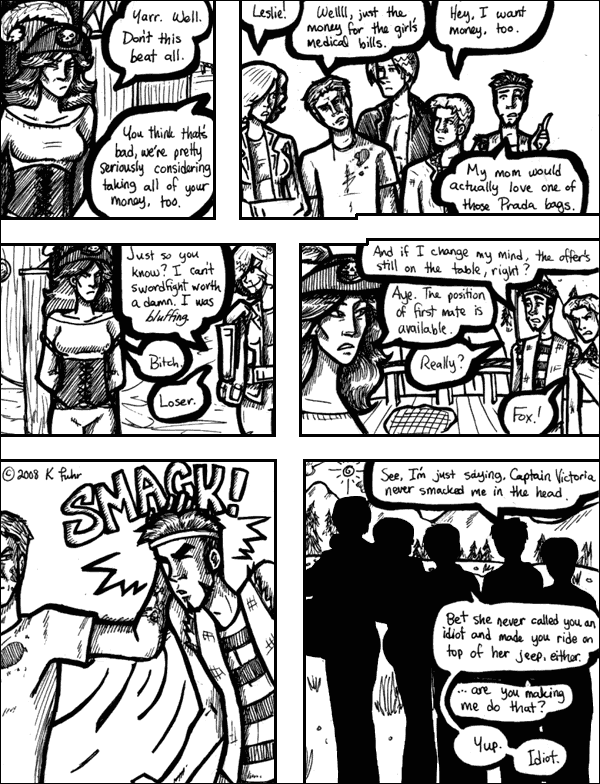 Yarr. Well.
Don't this
beat all.
You think that's
bad, we're pretty
seriously considering
taking all of your
money, too.
Leslie!
Wellll, just the
money for the girl's
medical bills.
Hey, I want
money, too.
My mom would
actually love one of
those Prada bags.
Just so you
know? I can't
swordfight worth
a damn. I was
bluffing.
Bitch.
Loser.
And if I change my mind, the offer's
still on the table, right?
Aye. The position
of first mate is
available.
Really?
Fox!
© 2008 K Fuhr
SMACK!
See, I'm just saying, Captain Victoria
never smacked me in the head.
Bet she never called you an
idiot and made you ride on
top of her jeep, either.
... are you making
me do that?
Yup.
Idiot.